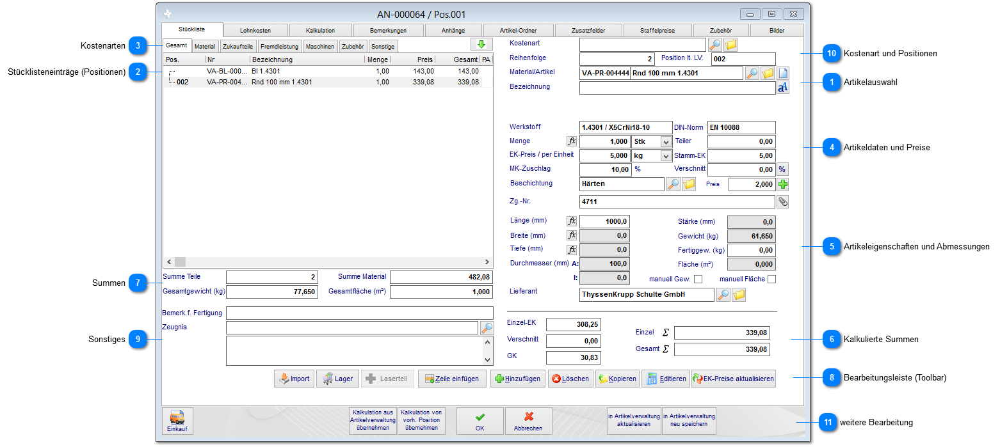 AN-000064 / Pos.001
Stückliste Lohnkosten Kalkulation Bemerkungen Anhänge Artikel-Ordner Zusatzfelder Staffelpreise Zubehör Bilder
Kostenarten 3
Gesamt Material Zukaufteile Fremdleistung Maschinen Zubehör Sonstige
Pos. Nr Bezeichnung Menge Preis Gesamt PA
Stücklisteneinträge (Positionen) 2
VA-BL-000... Bl 1.4301 1,00 143,00 143,00
002 VA-PR-004... Rnd 100 mm 1.4301 1,00 339,08 339,08
Kostenart
10 Kostenart und Positionen
Reihenfolge 2 Position lt. LV. 002
Material/Artikel VA-PR-004444 Rnd 100 mm 1.4301
1 Artikelauswahl
Bezeichnung aA
Werkstoff 1.4301 / X5CrNi18-10 DIN-Norm EN 10088
Menge fx 1,000 Stk Teiler 0,00
4 Artikeldaten und Preise
EK-Preis / per Einheit 5,000 kg Stamm-EK 5,00
MK-Zuschlag 10,00 % Verschnitt 0,00 %
Beschichtung Härten Preis 2,000
Zg.-Nr. 4711
Länge (mm) fx 1000,0 Stärke (mm) 0,0
Breite (mm) fx 0,0 Gewicht (kg) 61,650
5 Artikeleigenschaften und Abmessungen
Tiefe (mm) fx 0,0 Fertiggew. (kg) 0,00
Durchmesser (mm) A: 100,0 Fläche (m²) 0,000
I: 0,0 manuell Gew. manuell Fläche
Lieferant ThyssenKrupp Schulte GmbH
Summen 7
Summe Teile 2 Summe Material 482,08
Gesamtgewicht (kg) 77,650 Gesamtfläche (m²) 1,000
Bemerk.f. Fertigung
Zeugnis
Sonstiges 9
Einzel-EK 308,25
Verschnitt 0,00
GK 30,83
Einzel Σ 339,08
Gesamt Σ 339,08
6 Kalkulierte Summen
Import Lager Laserteil Zeile einfügen Hinzufügen Löschen Kopieren Editieren EK-Preise aktualisieren
8 Bearbeitungsleiste (Toolbar)
Einkauf
Kalkulation aus
Artikelverwaltung
übernehmen
Kalkulation von
vorh. Position
übernehmen
OK
Abbrechen
in Artikelverwaltung
aktualisieren
in Artikelverwaltung
neu speichern
11 weitere Bearbeitung